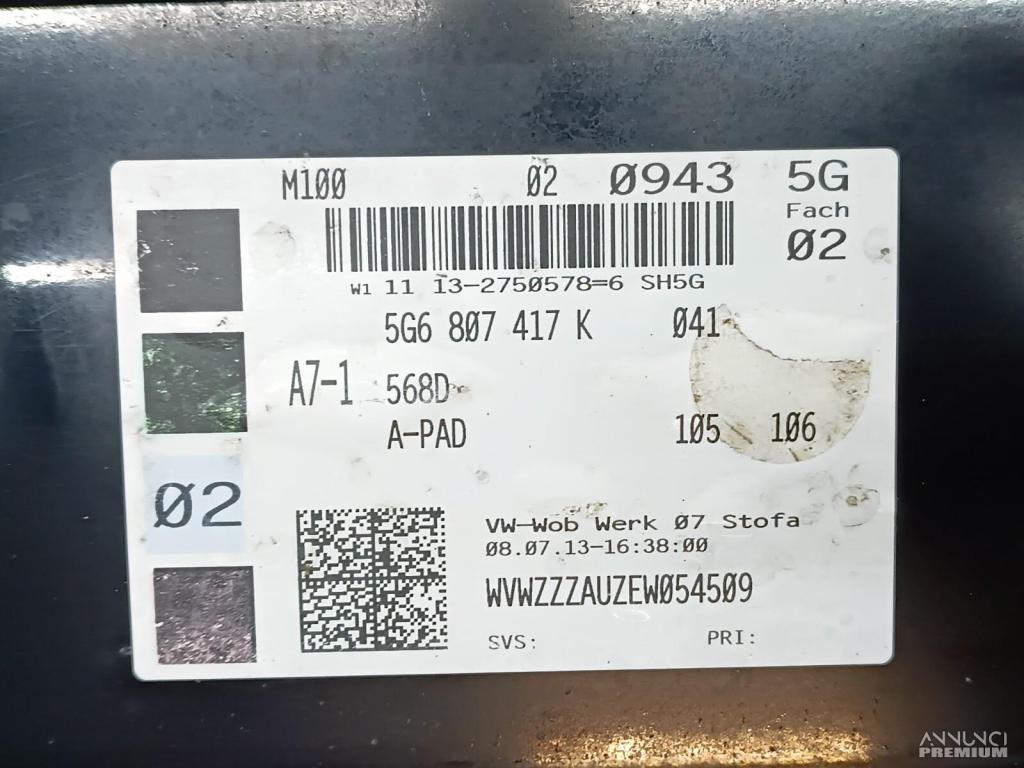 M100 02 0943 5G
Fach
02
W1 11 13-2750578=6 SH5G
5G6 807 417 K 041
A7-1 568D
A-PAD 105 106
02
VW-Wob Werk 07 Stofa
08.07.13-16:38:00
WVWZZZAUZEW054509
SVS: PRI:
ANNUNCI
PREMIUM